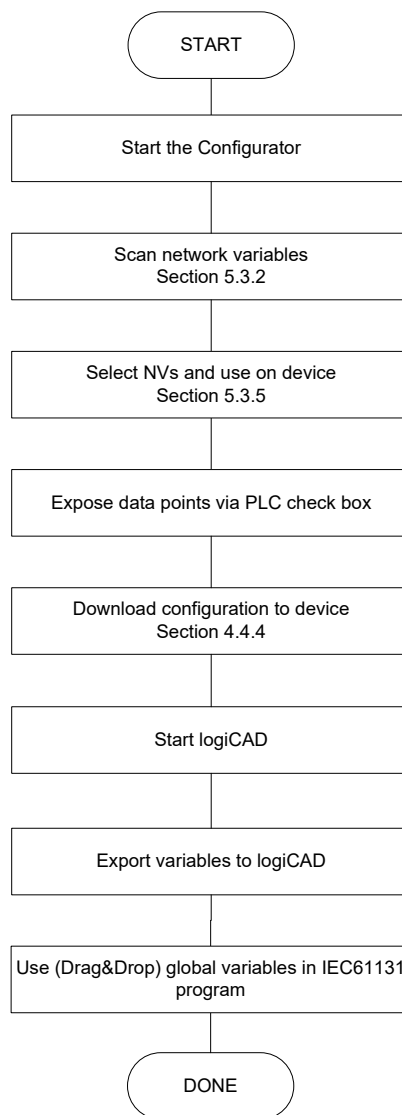 START
Start the Configurator
Scan network variables
Section 5.3.2
Select NVs and use on device
Section 5.3.5
Expose data points via PLC check box
Download configuration to device
Section 4.4.4
Start logiCAD
Export variables to logiCAD
Use (Drag&Drop) global variables in IEC61131
program
DONE